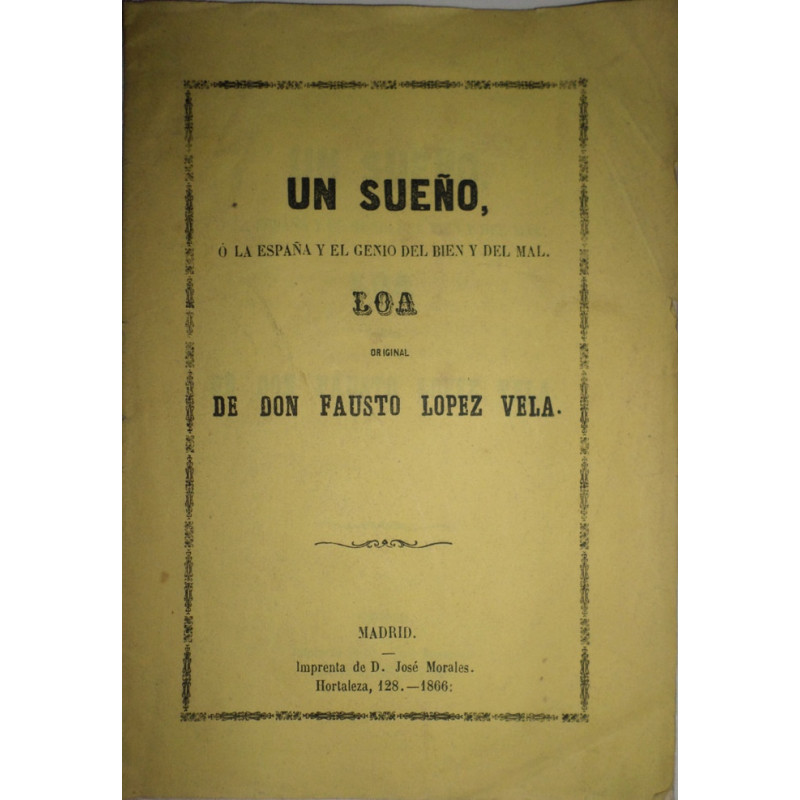 UN SUEÑO,
Ó LA ESPAÑA Y EL GENIO DEL BIEN Y DEL MAL.
LOA
ORIGINAL
DE DON FAUSTO LOPEZ VELA.
MADRID.
Imprenta de D. José Morales.
Hortaleza, 128.—1866: